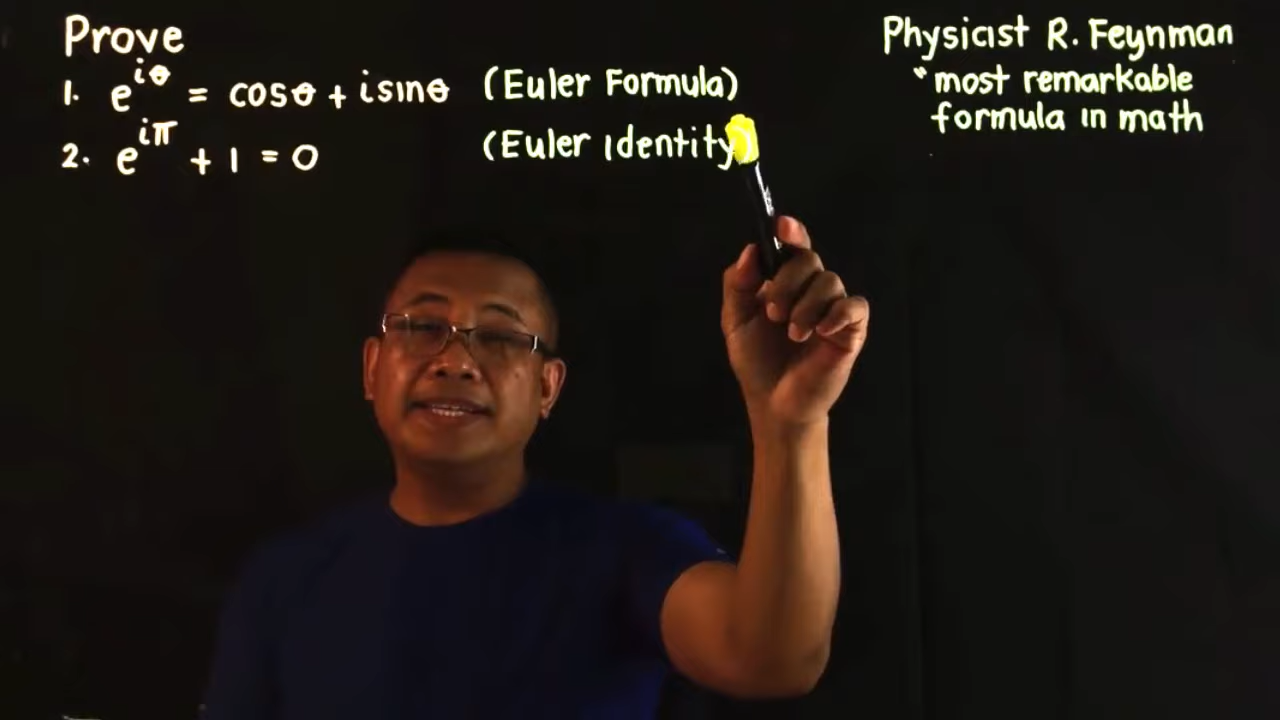 Prove
1. e^{iθ} = cosθ + isinθ (Euler Formula)
2. e^{iπ} + 1 = 0 (Euler Identity)
Physicist R. Feynman
"most remarkable
formula in math